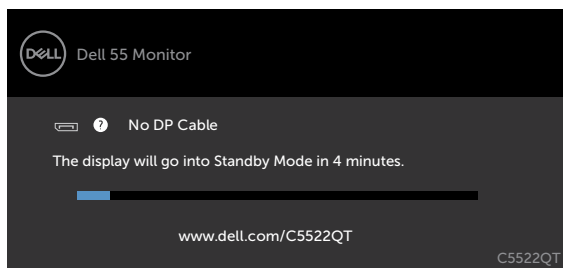 DELL
Dell 55 Monitor
? No DP Cable
The display will go into Standby Mode in 4 minutes.
www.dell.com/C5522QT
C5522QT